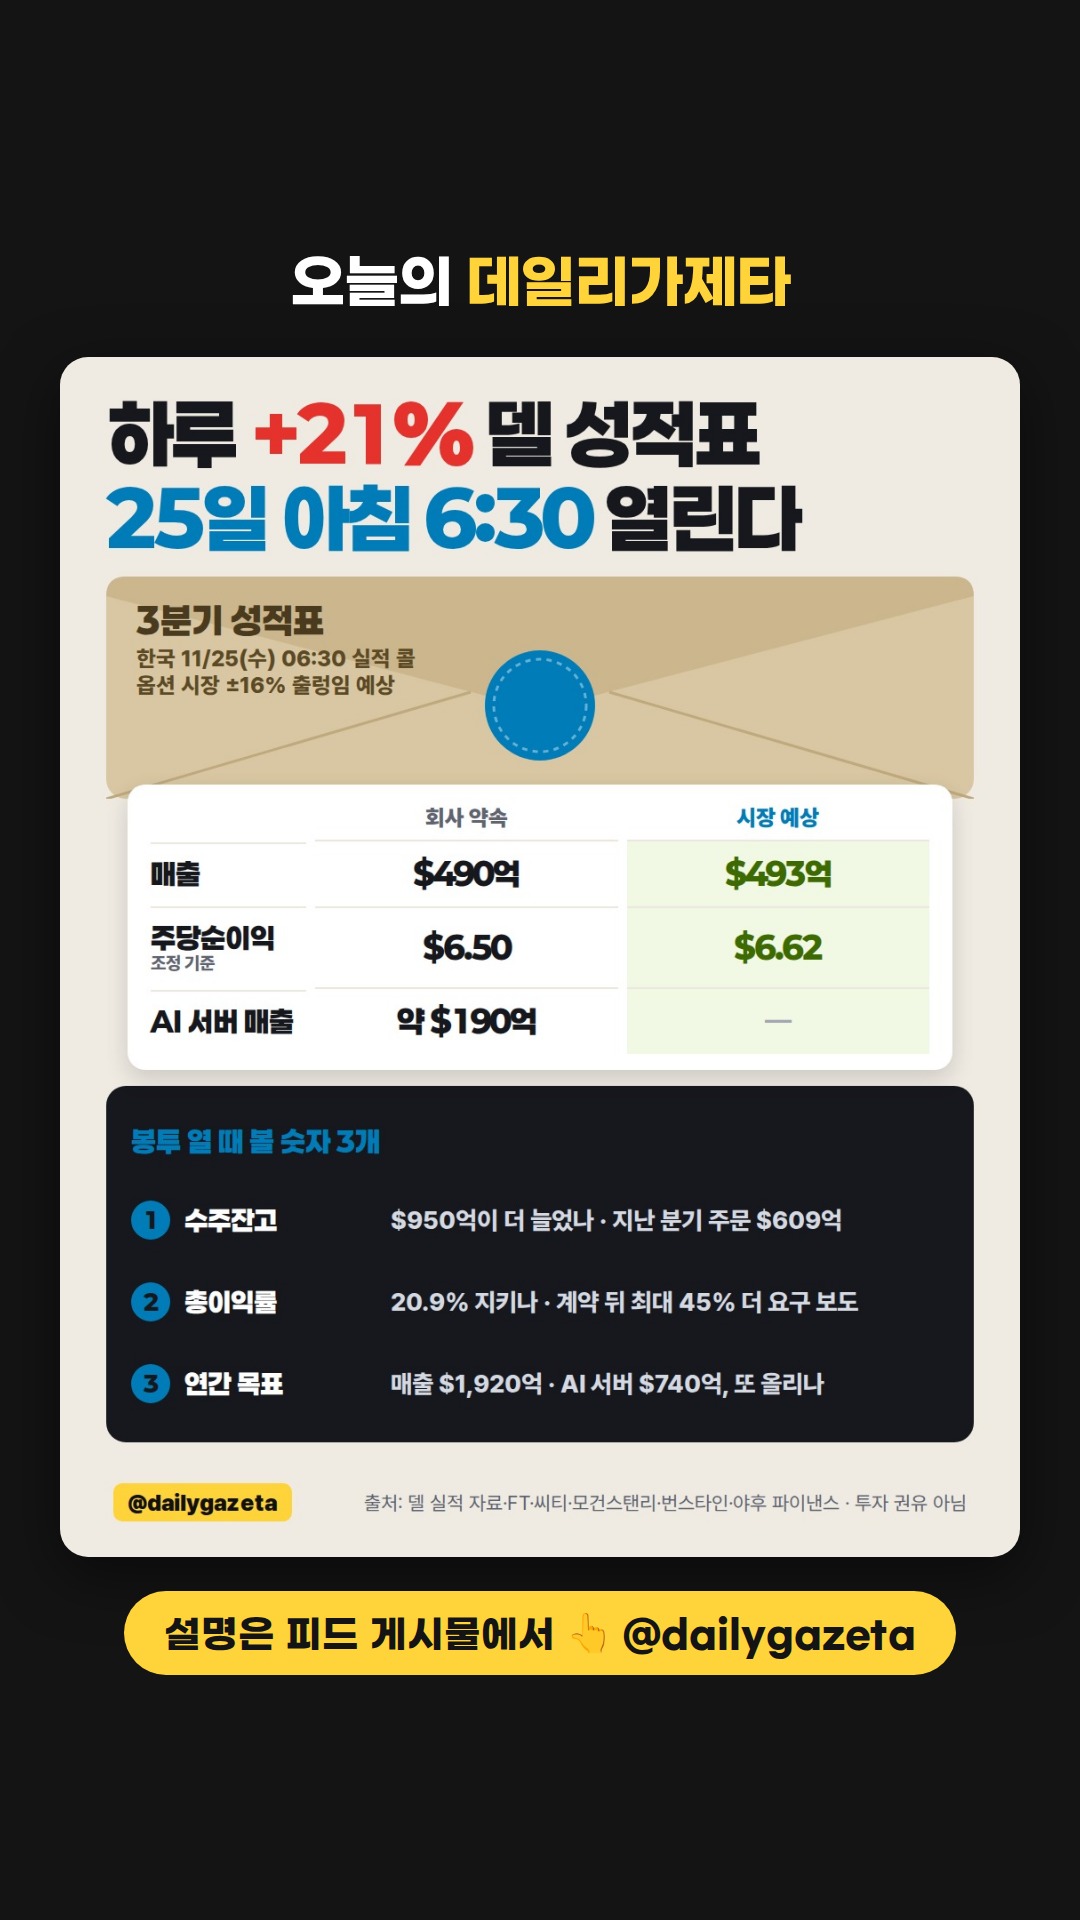 오늘의 데일리가제타
하루 +21% 델 성적표
25일 아침 6:30 열린다
3분기 성적표
한국 11/25(수) 06:30 실적 콜
옵션 시장 ±16% 출렁임 예상
회사 약속 시장 예상
매출 $490억 $493억
주당순이익 $6.50 $6.62
조정 기준
AI 서버 매출 약 $190억 —
봉투 열 때 볼 숫자 3개
1 수주잔고 $950억이 더 늘었나 · 지난 분기 주문 $609억
2 총이익률 20.9% 지키나 · 계약 뒤 최대 45% 더 요구 보도
3 연간 목표 매출 $1,920억 · AI 서버 $740억, 또 올리나
@dailygazeta 출처: 델 실적 자료·FT·씨티·모건스탠리·번스타인·야후 파이낸스 · 투자 권유 아님
설명은 피드 게시물에서 👆 @dailygazeta